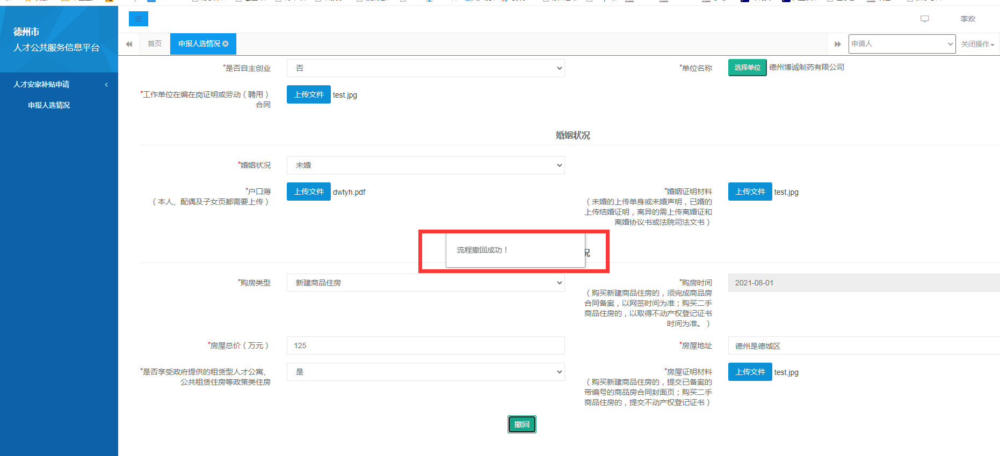 德州市
人才公共服务信息平台
李欢
首页
申报人选情况
申请人
关闭操作
人才安家补贴申请
申报人选情况
*是否自主创业
否
*单位名称
选择单位
德州博诚制药有限公司
*工作单位在编在岗证明或劳动（聘用）
合同
上传文件 test.jpg
婚姻状况
*婚姻状况
未婚
*户口薄
（本人、配偶及子女页都需要上传）
上传文件 dwtyh.pdf
*婚姻证明材料
（未婚的上传单身或未婚声明，已婚的
上传结婚证明，离异的需上传离婚证和
离婚协议书或法院司法文书）
上传文件 test.jpg
流程撤回成功！
况
*购房类型
新建商品住房
*购房时间
（购买新建商品住房的，须完成商品房
合同备案，以网签时间为准；购买二手
商品住房的，以取得不动产权登记证书
时间为准。）
2021-08-01
*房屋总价（万元）
125
*房屋地址
德州是德城区
*是否享受政府提供的租赁型人才公寓、
公共租赁住房等政策类住房
是
*房屋证明材料
（购买新建商品住房的，提交已备案的
带编号的商品房合同封面页；购买二手
商品住房的，提交不动产权登记证书）
上传文件 test.jpg
撤回